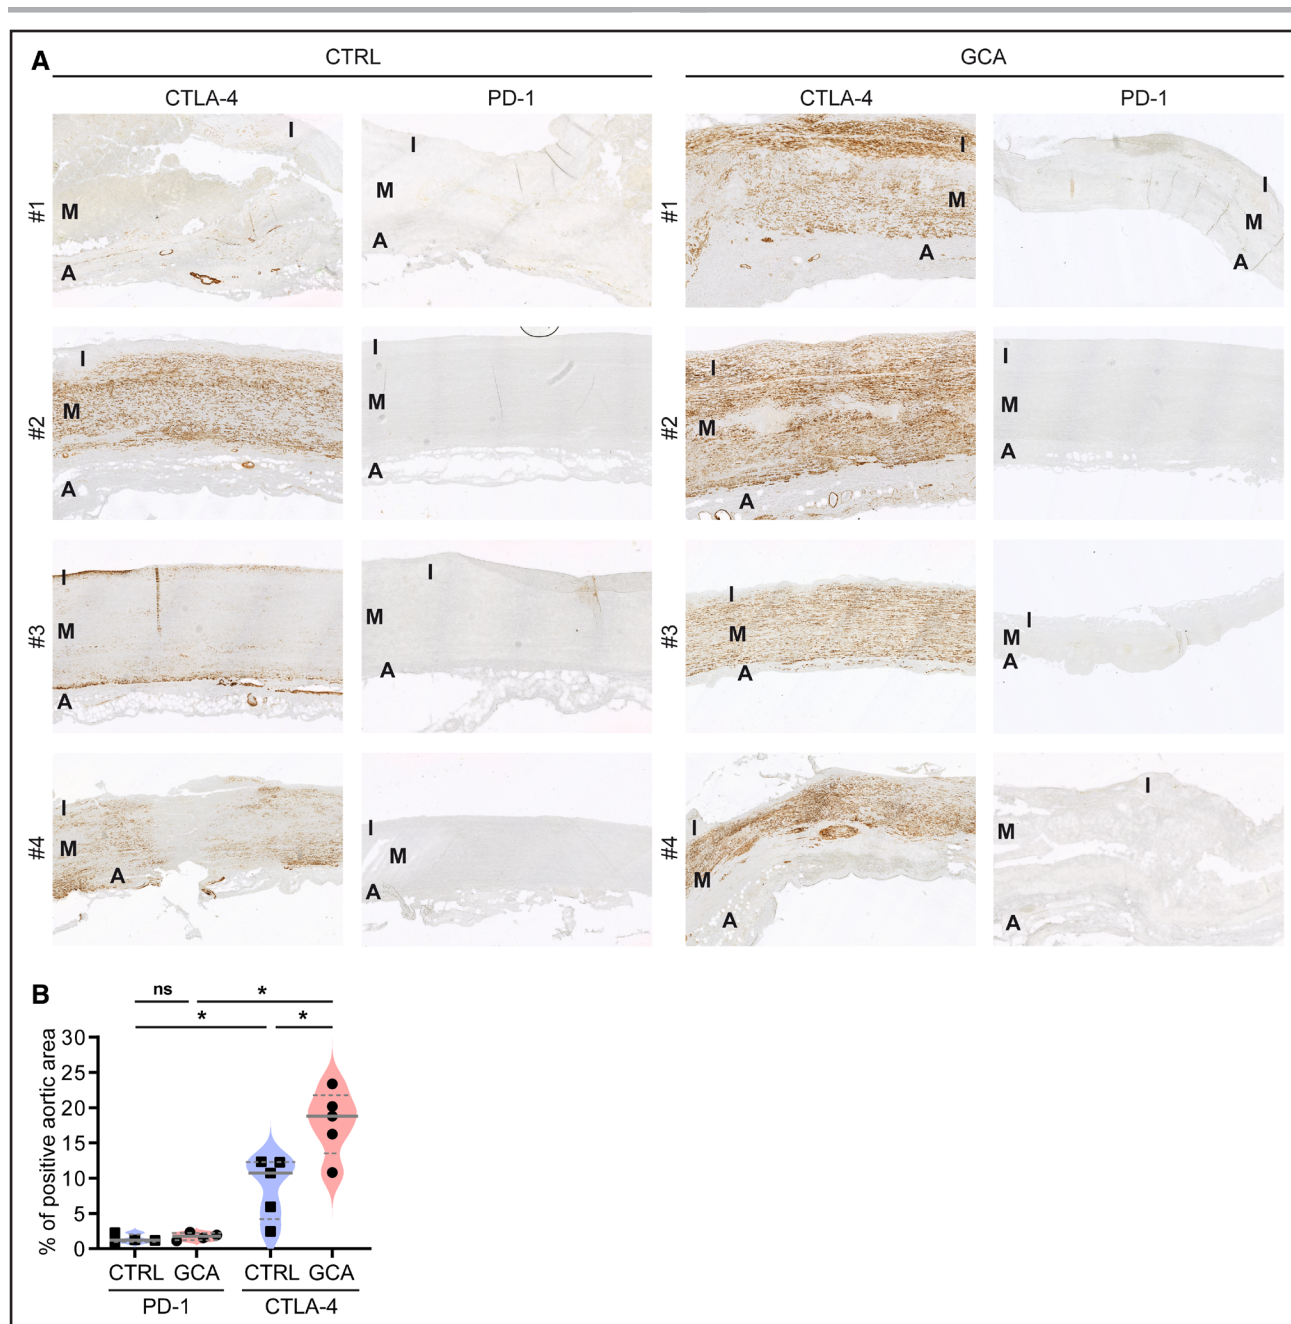 A
CTRL GCA
CTLA-4 PD-1 CTLA-4 PD-1
#1 I M A I M A #1 I M A I M A
#2 I M A I M A #2 I M A I M A
#3 I M A I M A #3 I M A I M A
#4 I M A I M A #4 I M A I M A
B
ns *
* *
% of positive aortic area
30
25
20
15
10
5
0
CTRL GCA CTRL GCA
PD-1 CTLA-4